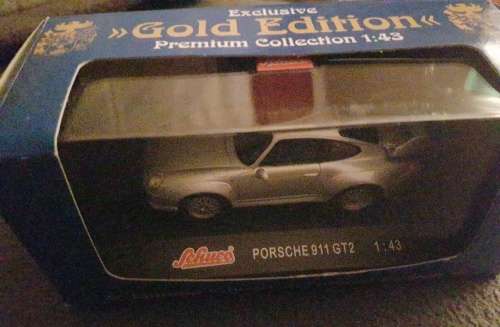 Exclusive
»Gold Edition«
Premium Collection 1:43
Schuco PORSCHE 911 GT2 1:43